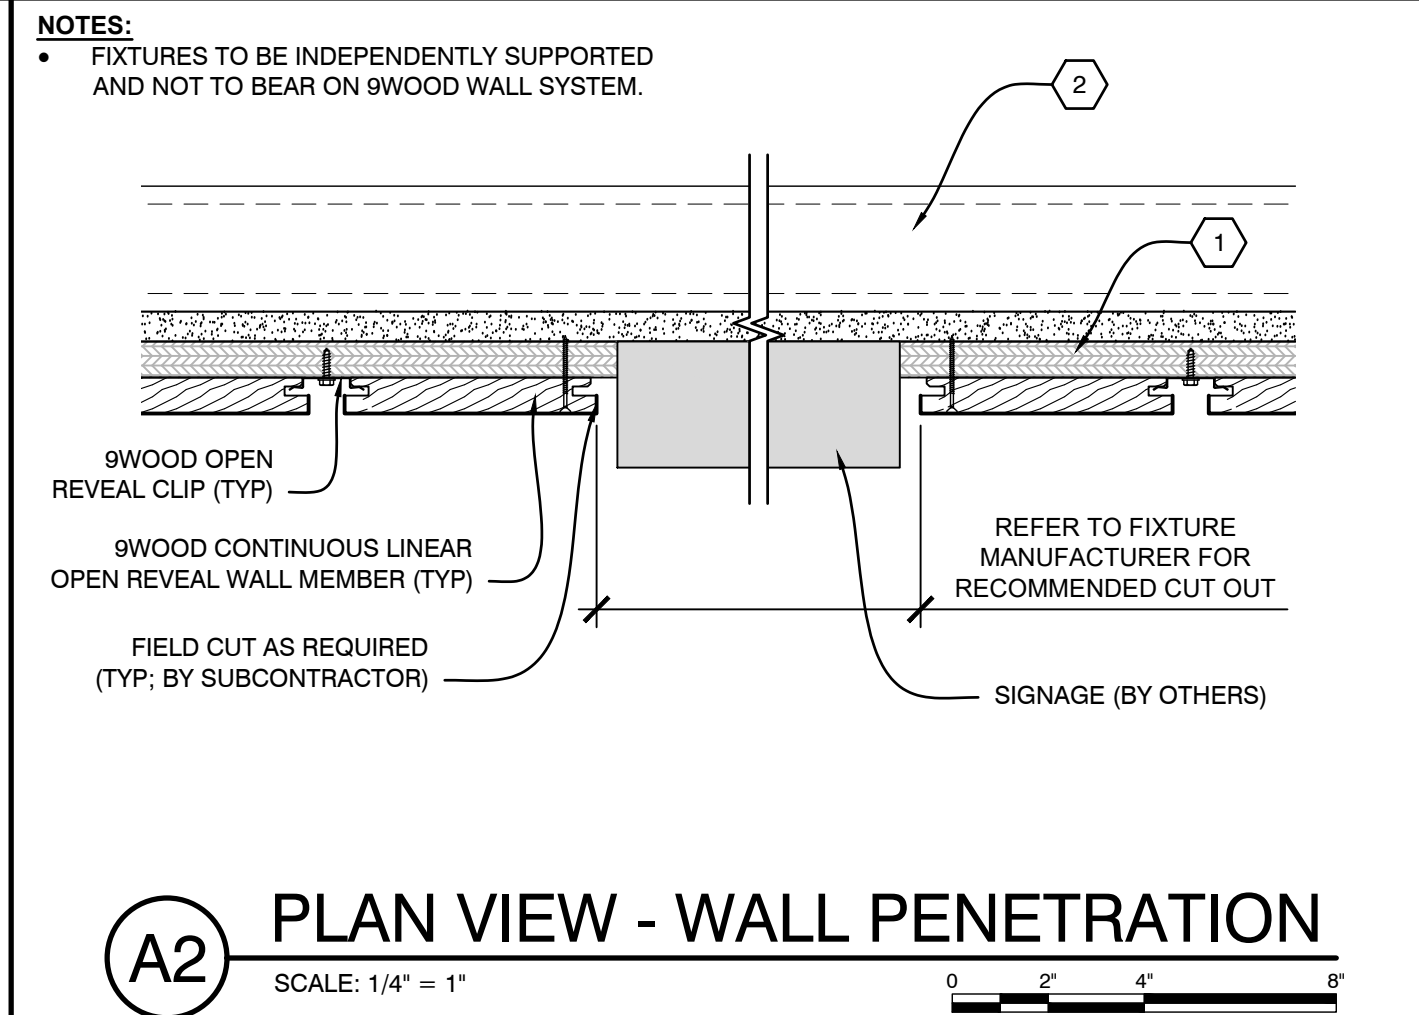 NOTES:
• FIXTURES TO BE INDEPENDENTLY SUPPORTED
AND NOT TO BEAR ON 9WOOD WALL SYSTEM.
2
1
9WOOD OPEN
REVEAL CLIP (TYP)
9WOOD CONTINUOUS LINEAR
OPEN REVEAL WALL MEMBER (TYP)
FIELD CUT AS REQUIRED
(TYP; BY SUBCONTRACTOR)
REFER TO FIXTURE
MANUFACTURER FOR
RECOMMENDED CUT OUT
SIGNAGE (BY OTHERS)
A2
PLAN VIEW - WALL PENETRATION
SCALE: 1/4" = 1"
0 2" 4" 8"